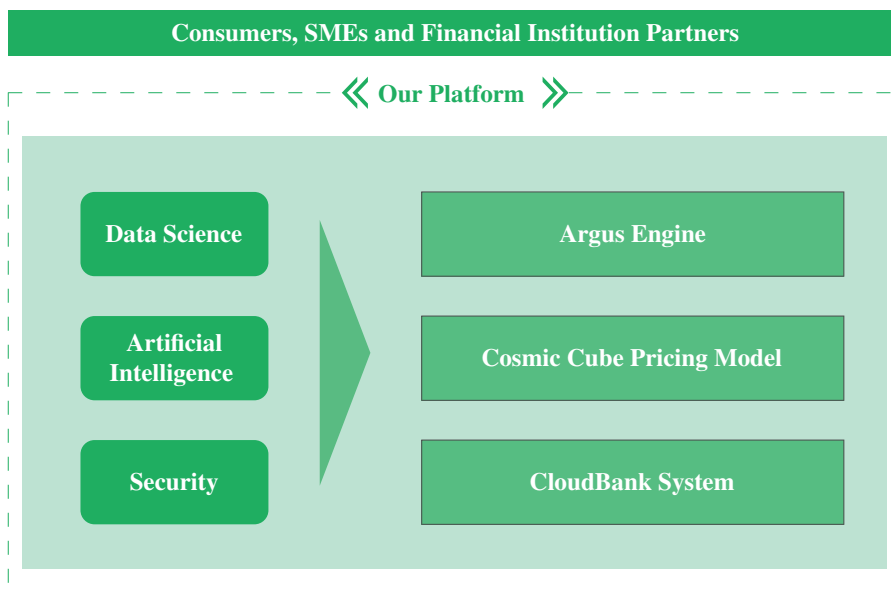 Consumers, SMEs and Financial Institution Partners
Our Platform
Data Science
Argus Engine
Artificial
Intelligence
Cosmic Cube Pricing Model
Security
CloudBank System